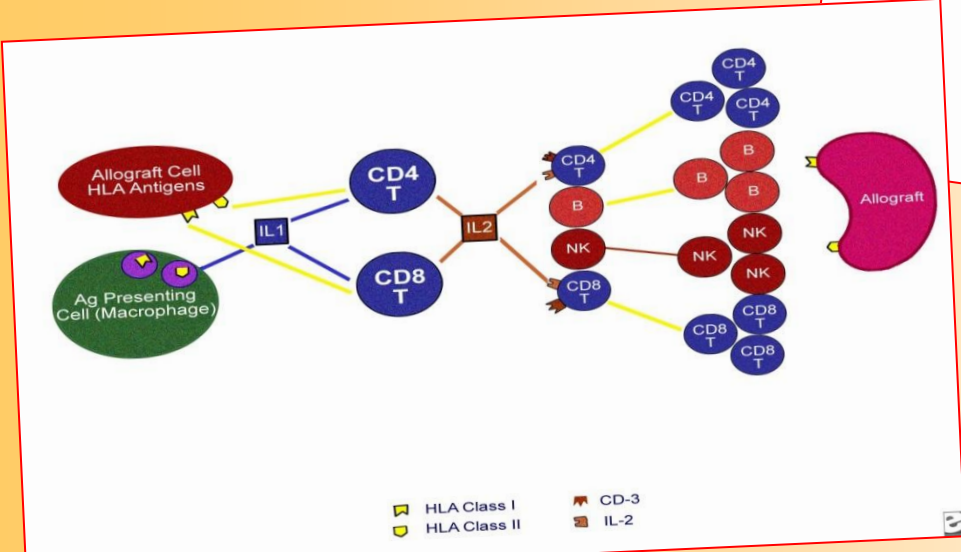 Allograft Cell
HLA Antigens
Ag Presenting
Cell (Macrophage)
IL1
CD4
T
CD8
T
IL2
CD4
T
B
NK
CD8
T
CD4
T
CD4
T
CD4
T
B
B
B
NK
NK
NK
CD8
T
CD8
T
CD8
T
Allograft
HLA Class I
HLA Class II
CD-3
IL-2